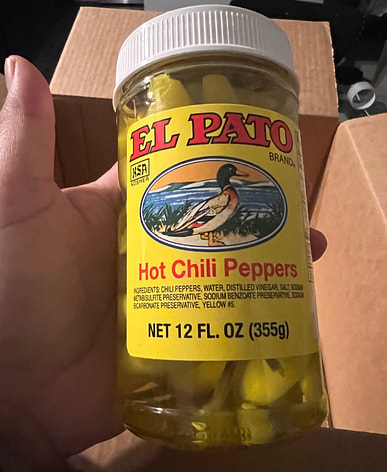 EL PATO
BRAND®
KSA
KOSHER
Hot Chili Peppers
INGREDIENTS: CHILI PEPPERS, WATER, DISTILLED VINEGAR, SALT, SODIUM
METABISULFITE PRESERVATIVE, SODIUM BENZOATE PRESERVATIVE, SODIUM
BICARBONATE PRESERVATIVE, YELLOW #5.
NET 12 FL. OZ (355g)